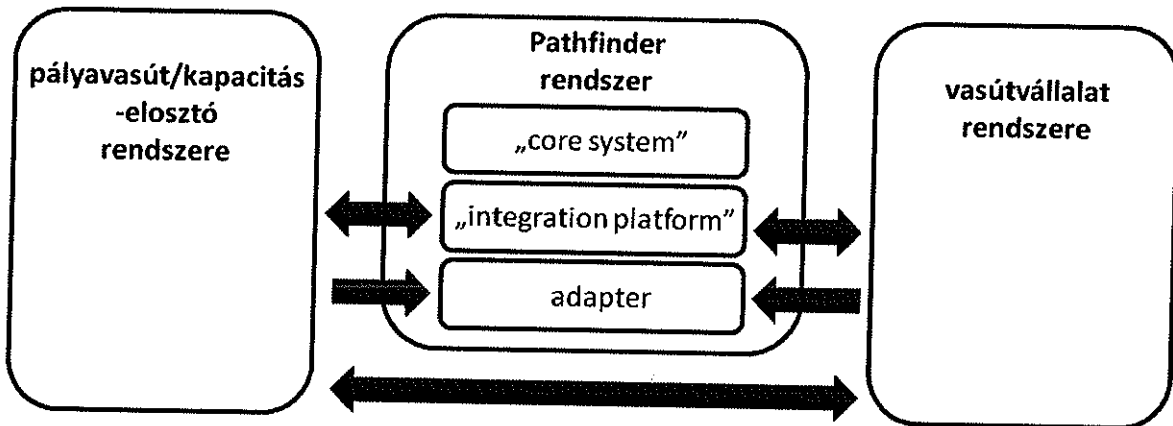 pályavasút/kapacitás
-elosztó
rendszere
Pathfinder
rendszer
„core system”
„integration platform”
adapter
vasútvállalat
rendszere